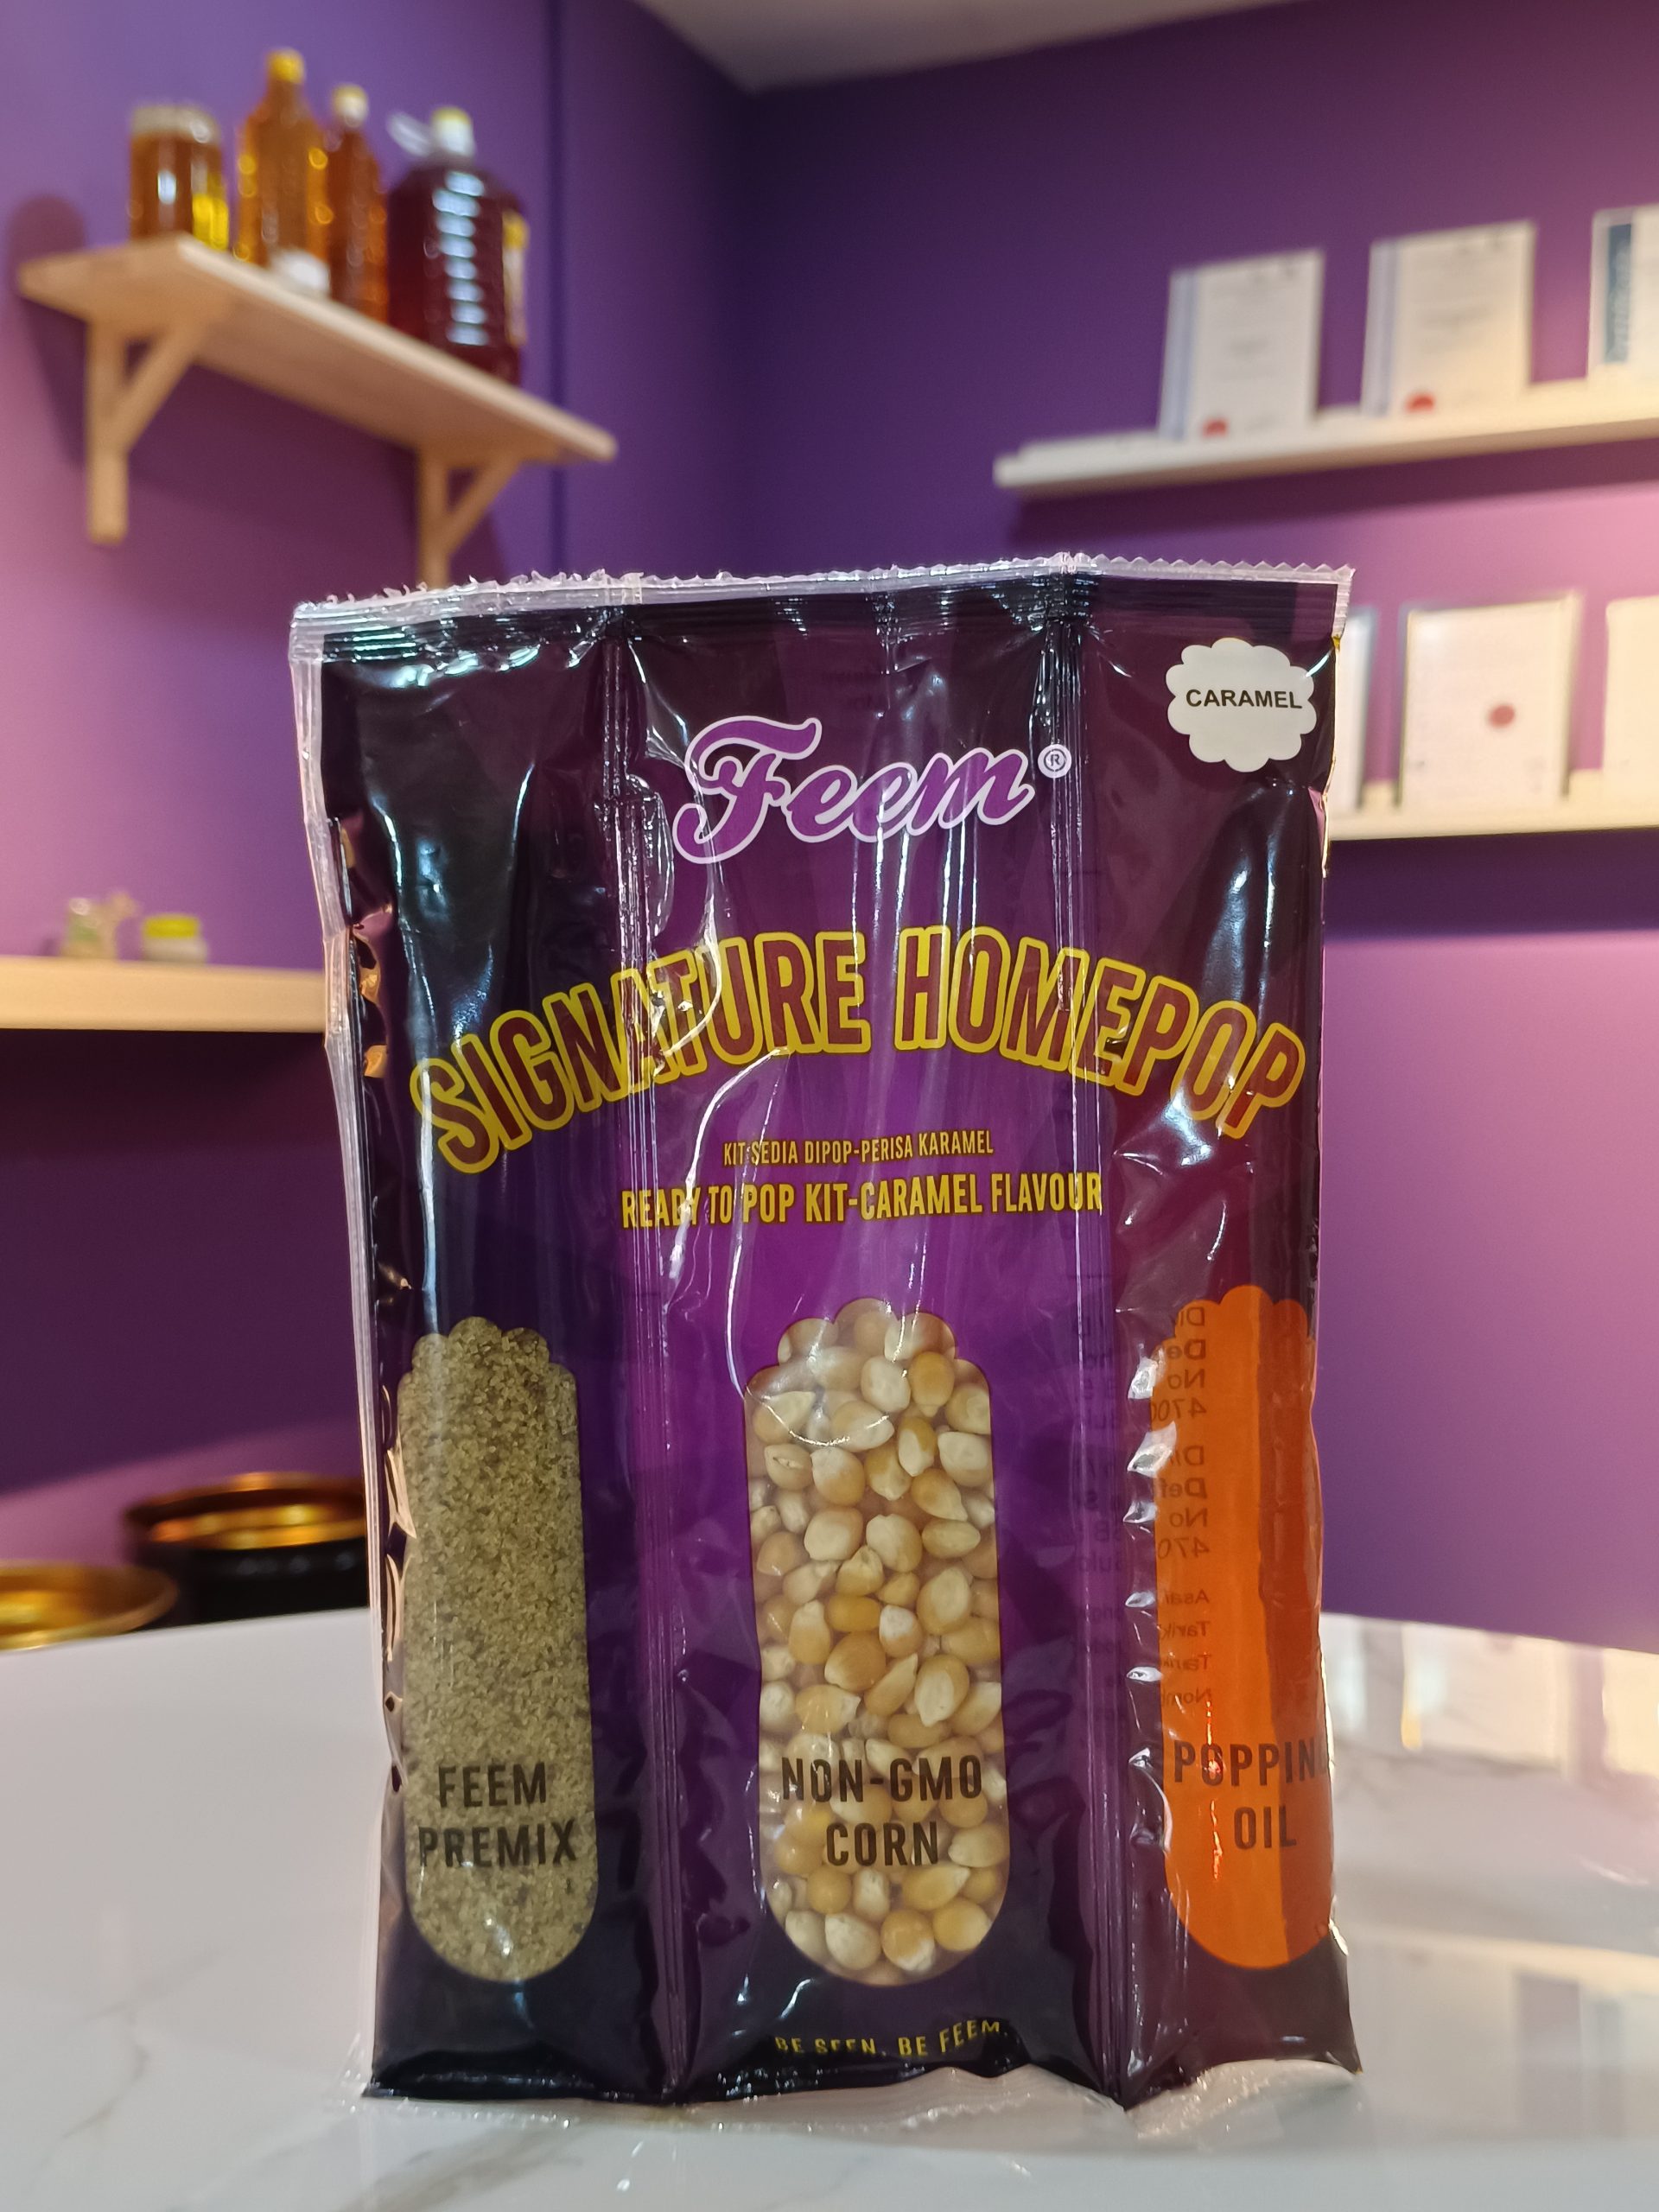 CARAMEL
Feem®
SIGNATURE HOMEPOP
KIT SEDIA DIPOP-PERISA KARAMEL
READY TO POP KIT-CARAMEL FLAVOUR
FEEM
PREMIX
NON-GMO
CORN
POPPIN
OIL
BE SEEN. BE FEEM.